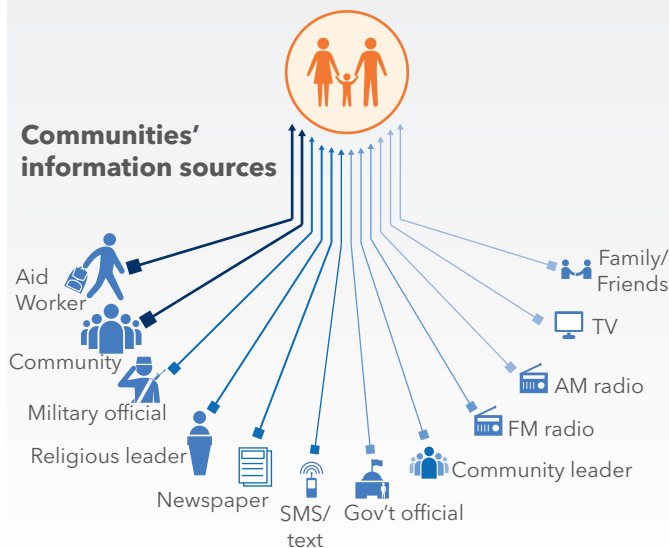 Communities’
information sources
Aid
Worker
Community
Military official
Religious leader
Newspaper
SMS/
text
Gov’t official
Community leader
FM radio
AM radio
TV
Family/
Friends